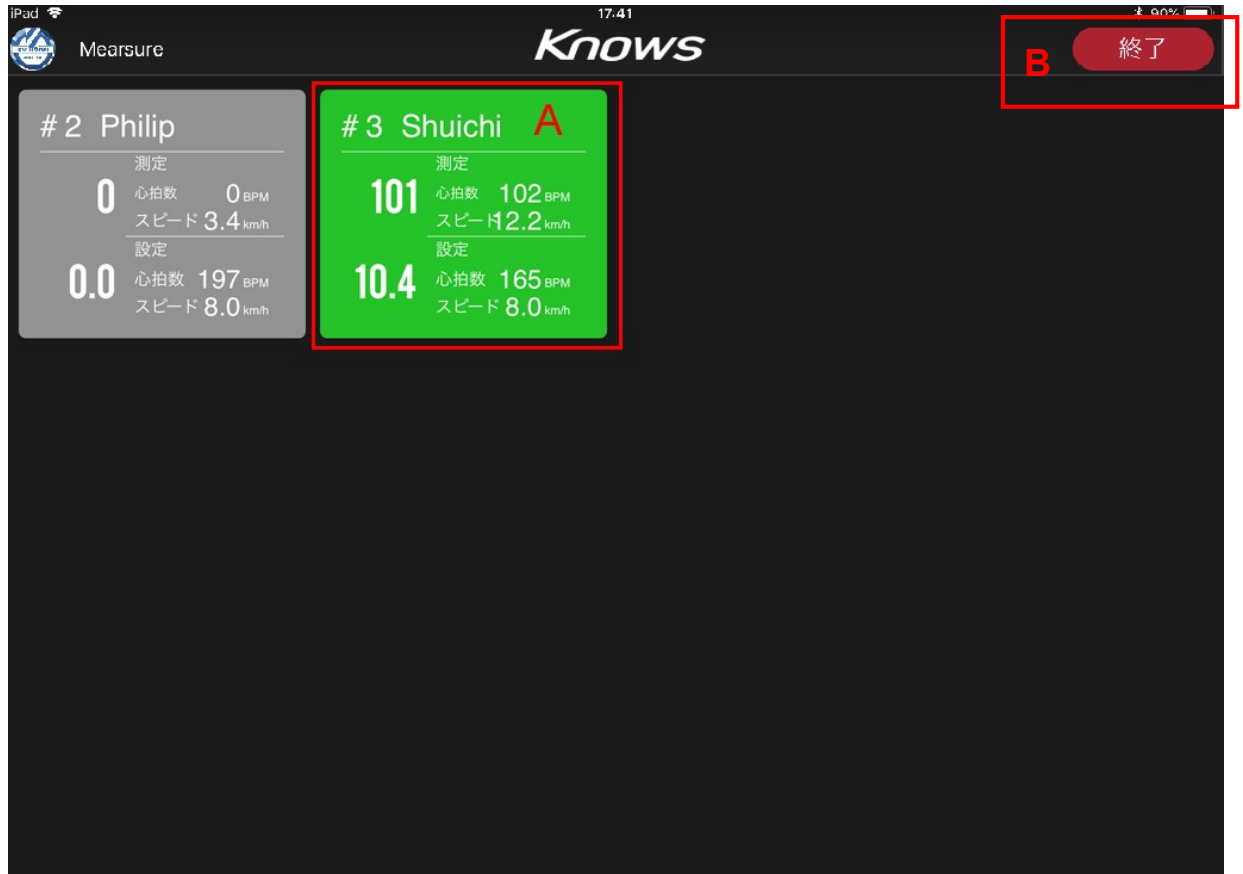 iPad 17:41 90%
Mearsure Knows B 終了
#2 Philip
測定
0 心拍数 0 BPM
スピード 3.4 km/h
設定
0.0 心拍数 197 BPM
スピード 8.0 km/h
#3 Shuichi A
測定
101 心拍数 102 BPM
スピード12.2 km/h
設定
10.4 心拍数 165 BPM
スピード 8.0 km/h